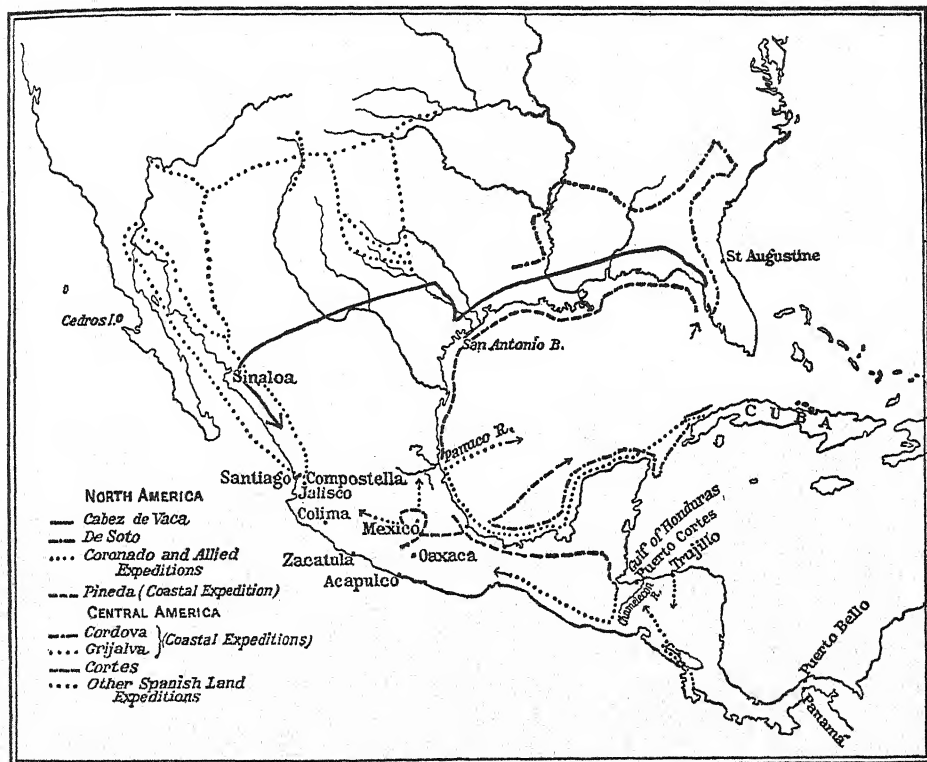 St Augustine
Cedros I.
San Antonio B.
Sinaloa
CUBA
Panuco R.
Santiago
Compostella
Jalisco
Colima
Mexico
Zacatula
Oaxaca
Acapulco
Gulf of Honduras
Puerto Cortes
Trujillo
Chameleon R.
Puerto Bello
Panama
NORTH AMERICA
Cabez de Vaca
De Soto
Coronado and Allied
Expeditions
Pineda (Coastal Expedition)
CENTRAL AMERICA
Cordova
Grijalva } (Coastal Expeditions)
Cortes
Other Spanish Land
Expeditions